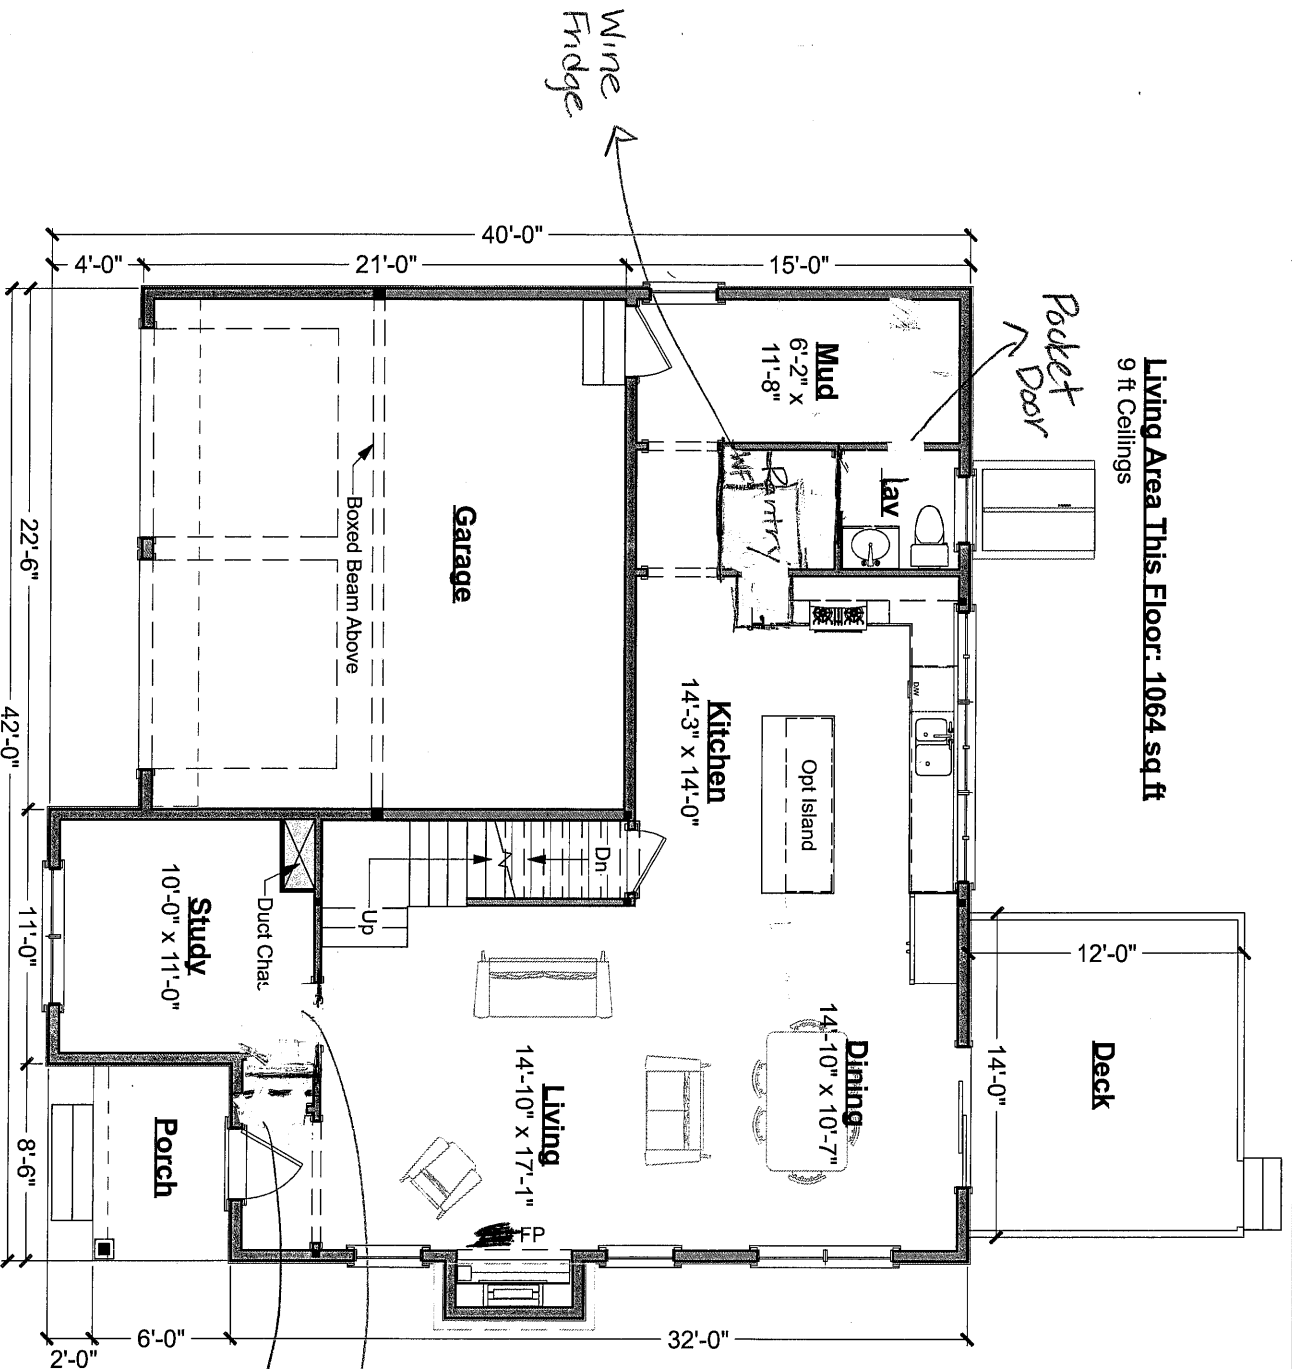 Living Area This Floor: 1064 sq ft
9 ft Ceilings
Pocket
Door
Wine
Fridge
40'-0"
4'-0"
21'-0"
15'-0"
Mud
6'-2" x
11'-8"
lav
Pantry
WF
Garage
Boxed Beam Above
22'-6"
42'-0"
11'-0"
8'-6"
Kitchen
14'-3" x 14'-0"
Opt Island
DW
Dn
Up
Duct Chas
Study
10'-0" x 11'-0"
12'-0"
14'-0"
Deck
Dining
14'-10" x 10'-7"
Living
14'-10" x 17'-1"
FP
Porch
2'-0"
6'-0"
32'-0"